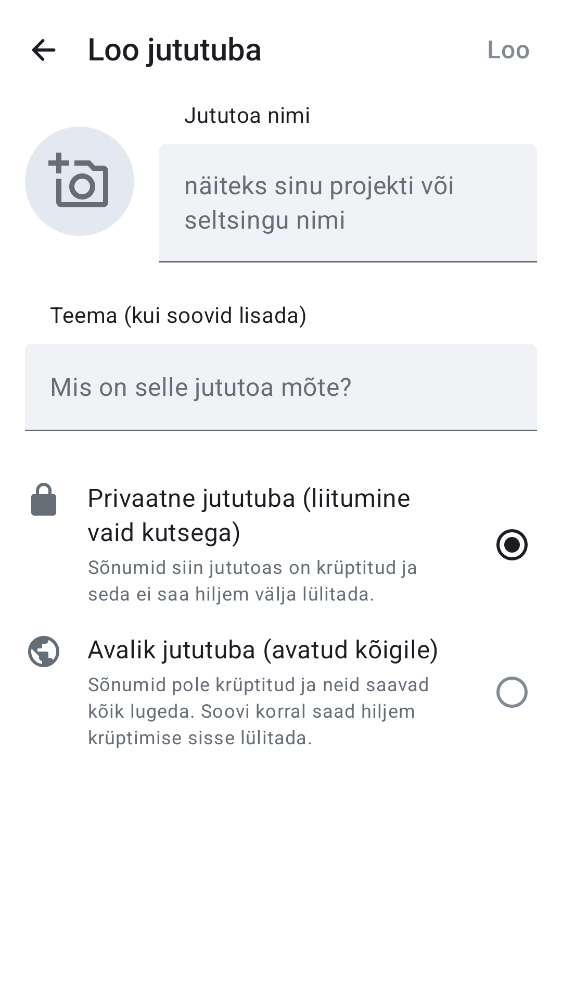 Loo jututuba
Loo
Jututoa nimi
näiteks sinu projekti või
seltsingu nimi
Teema (kui soovid lisada)
Mis on selle jututoa mõte?
Privaatne jututuba (liitumine
vaid kutsega)
Sõnumid siin jututoas on krüptitud ja
seda ei saa hiljem välja lülitada.
Avalik jututuba (avatud kõigile)
Sõnumid pole krüptitud ja neid saavad
kõik lugeda. Soovi korral saad hiljem
krüptimise sisse lülitada.